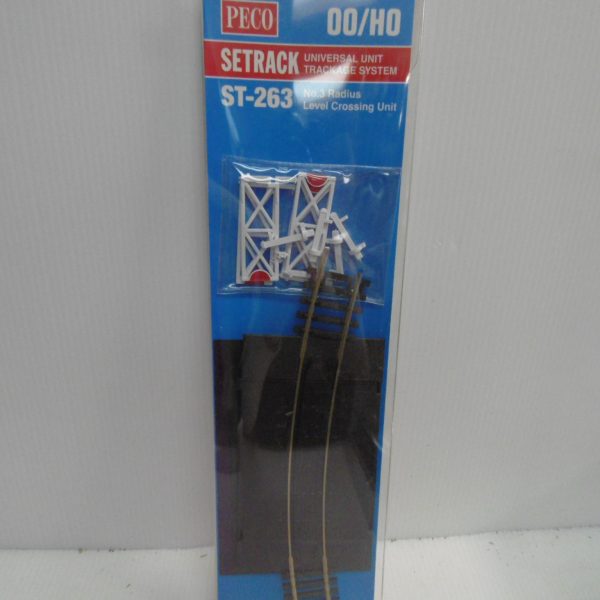 PECO
OO/HO
SETRACK
UNIVERSAL UNIT
TRACKAGE SYSTEM
ST-263
No.3 Radius
Level Crossing Unit